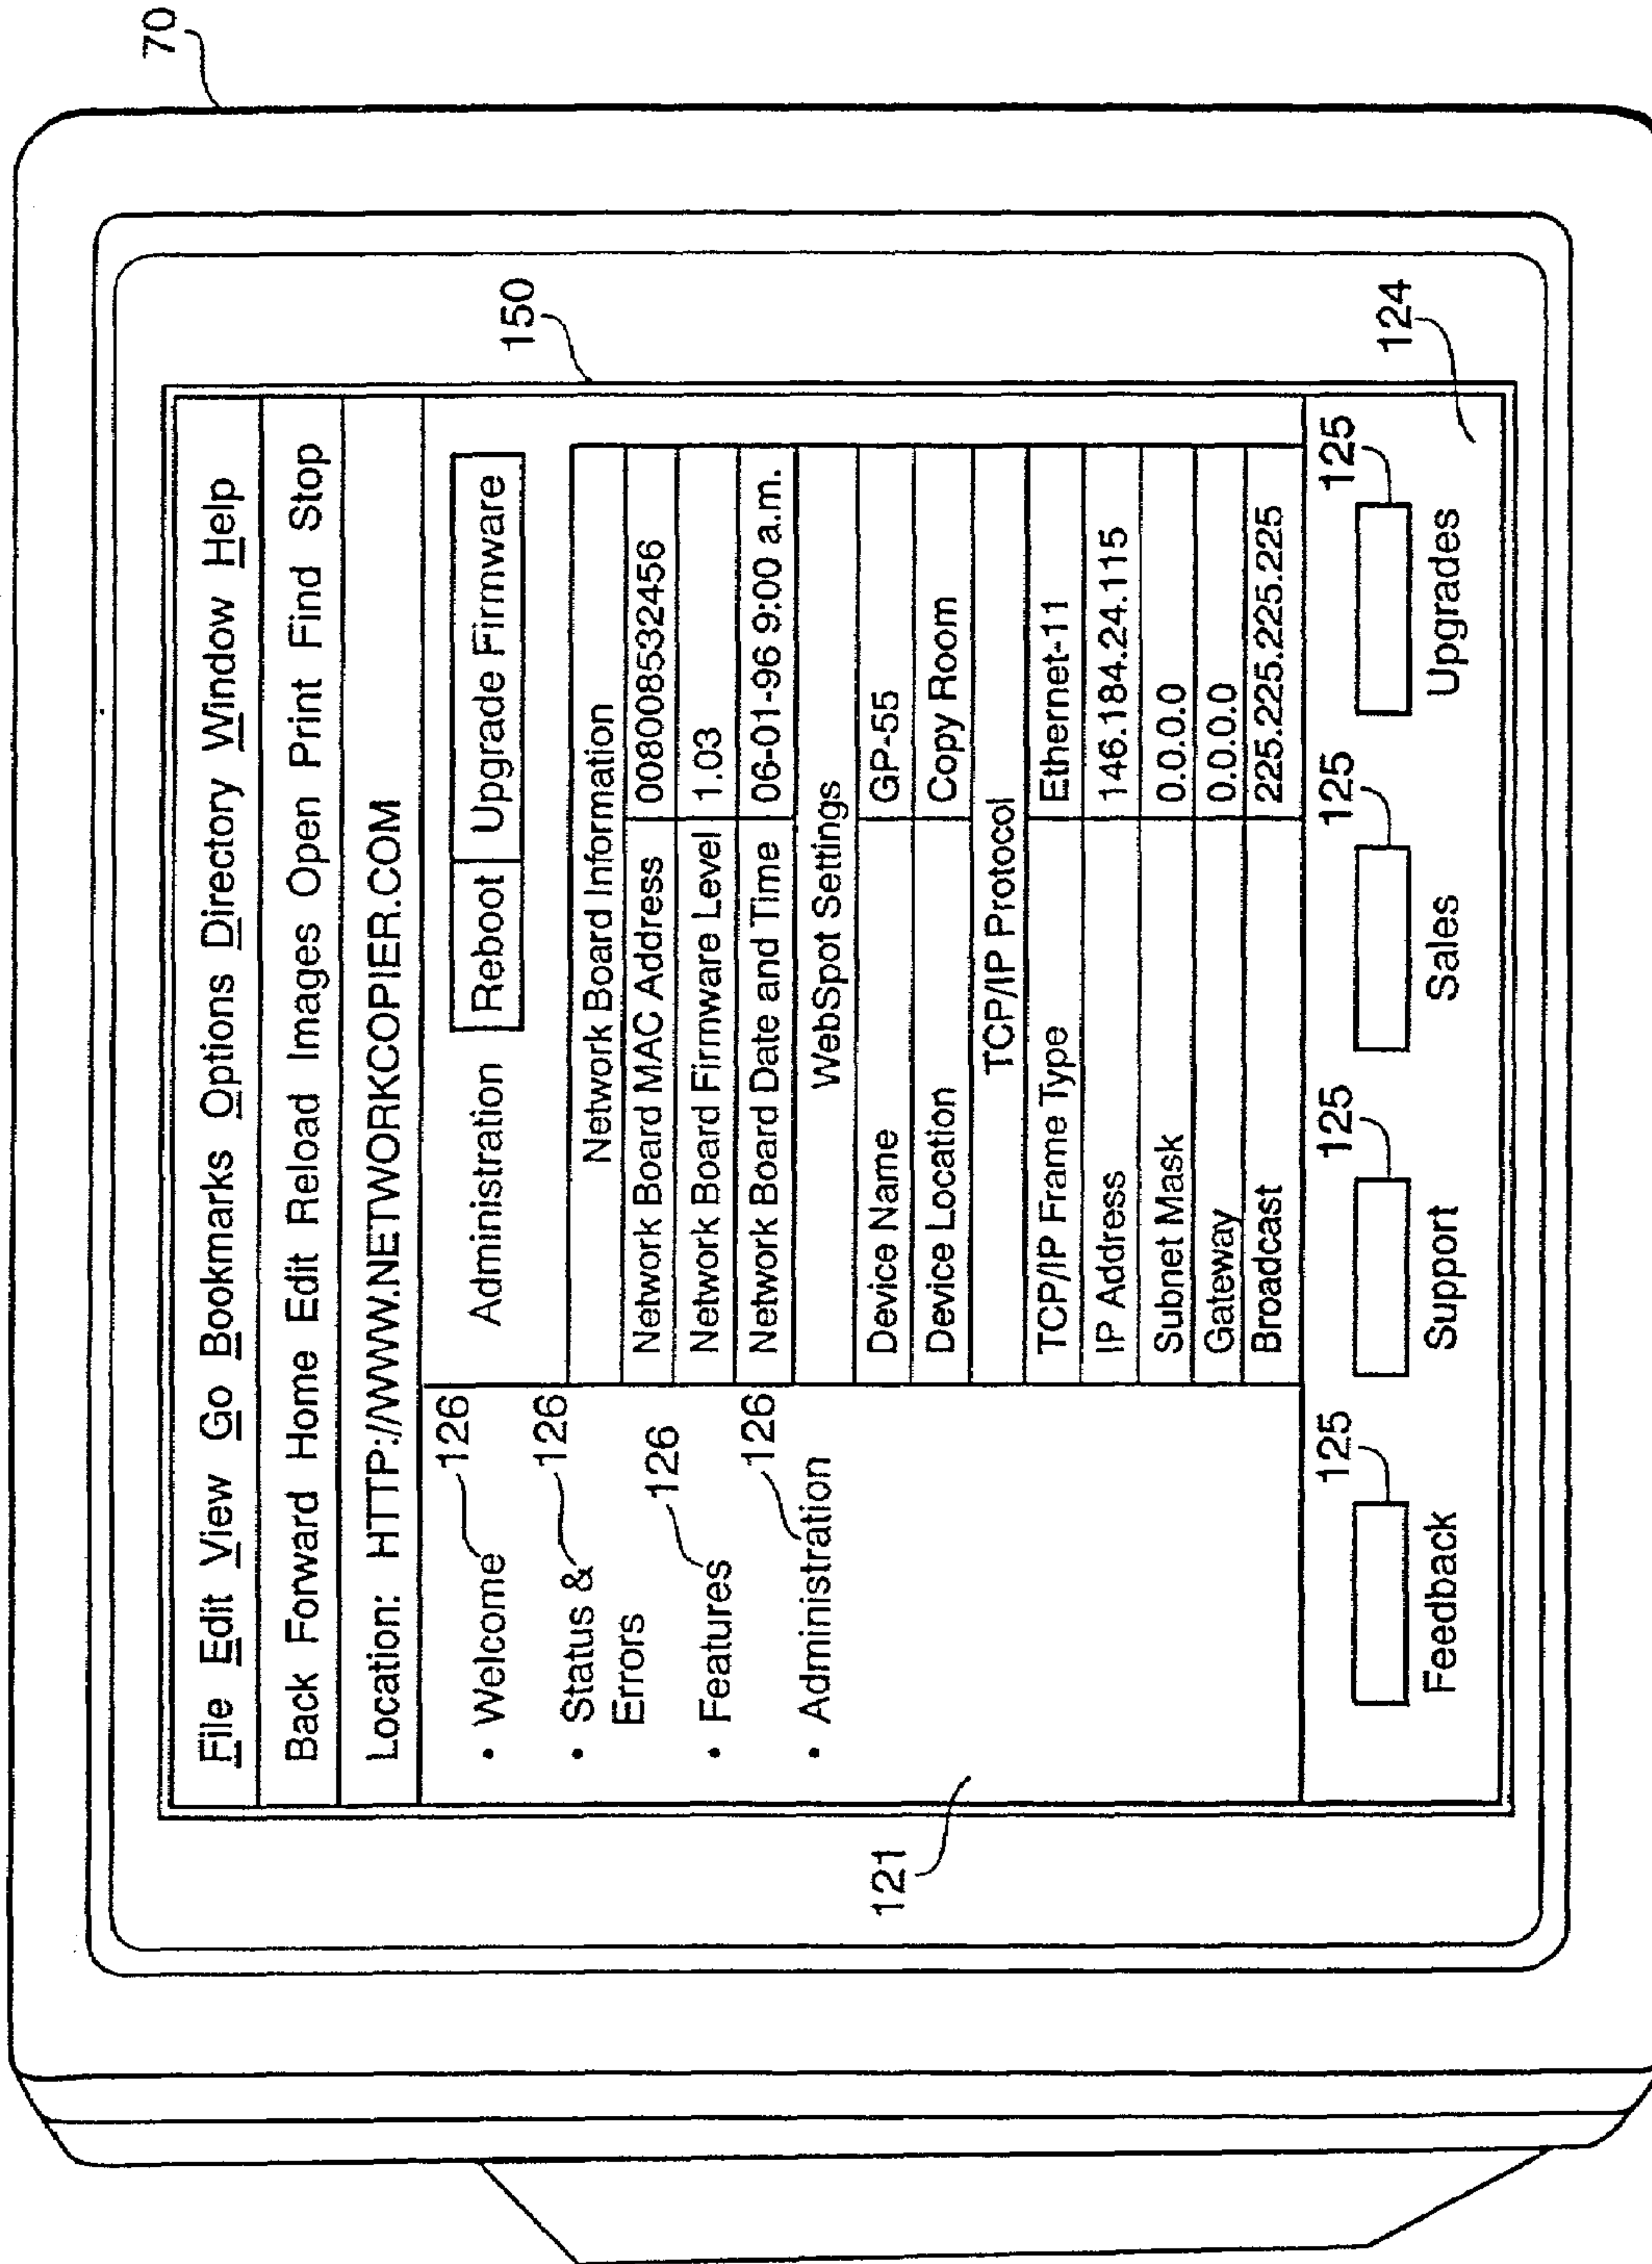 70
150
File Edit View Go Bookmarks Options Directory Window Help
Back Forward Home Edit Reload Images Open Print Find Stop
Location: HTTP://WWW.NETWORKCOPIER.COM
• Welcome 126
• Status & 126
Errors
• Features 126
• Administration 126
121
Administration Reboot Upgrade Firmware
Network Board Information
Network Board MAC Address 008008532456
Network Board Firmware Level 1.03
Network Board Date and Time 06-01-96 9:00 a.m.
WebSpot Settings
Device Name GP-55
Device Location Copy Room
TCP/IP Protocol
TCP/IP Frame Type Ethernet-11
IP Address 146.184.24.115
Subnet Mask 0.0.0.0
Gateway 0.0.0.0
Broadcast 225.225.225.225
125 125 125 125
Feedback Support Sales Upgrades
124